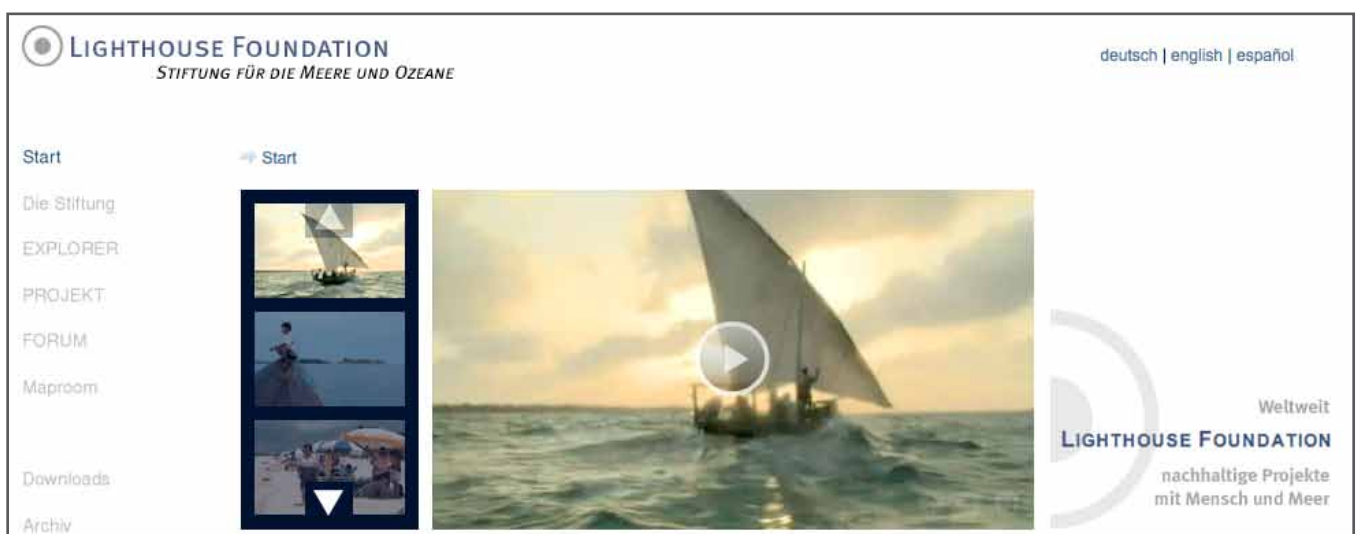 LIGHTHOUSE FOUNDATION
STIFTUNG FÜR DIE MEERE UND OZEANE
deutsch | english | español
Start
Start
Die Stiftung
EXPLORER
PROJEKT
FORUM
Maproom
Downloads
Archiv
Weltweit
LIGHTHOUSE FOUNDATION
nachhaltige Projekte
mit Mensch und Meer